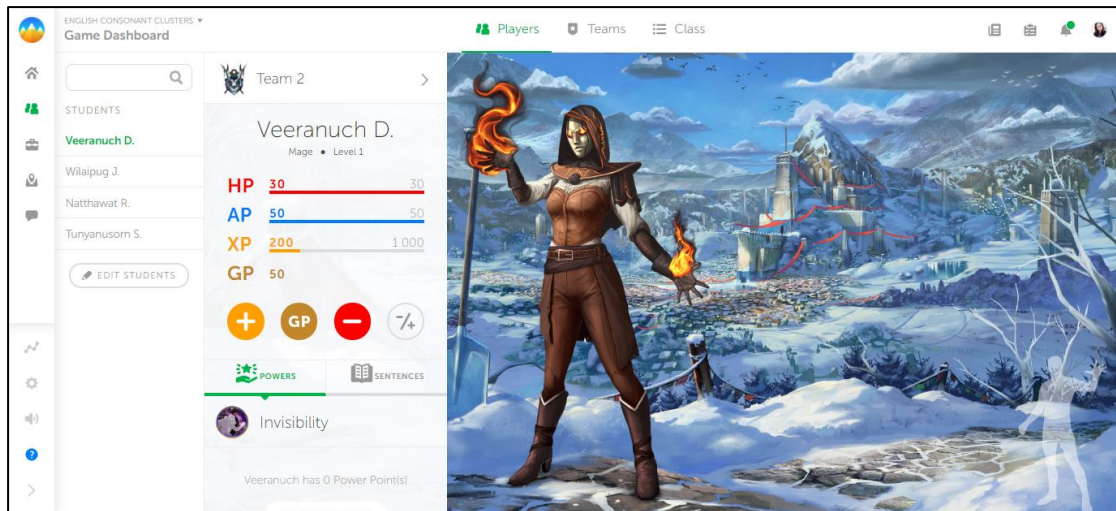 ENGLISH CONSONANT CLUSTERS ▼
Game Dashboard
Players
Teams
Class
STUDENTS
Veeranuch D.
Wilaipug J.
Natthawat R.
Tunyanusorn S.
EDIT STUDENTS
Team 2
Veeranuch D.
Mage • Level 1
HP 30 30
AP 50 50
XP 200 1 000
GP 50
GP
-/+
POWERS
SENTENCES
Invisibility
Veeranuch has 0 Power Point(s)